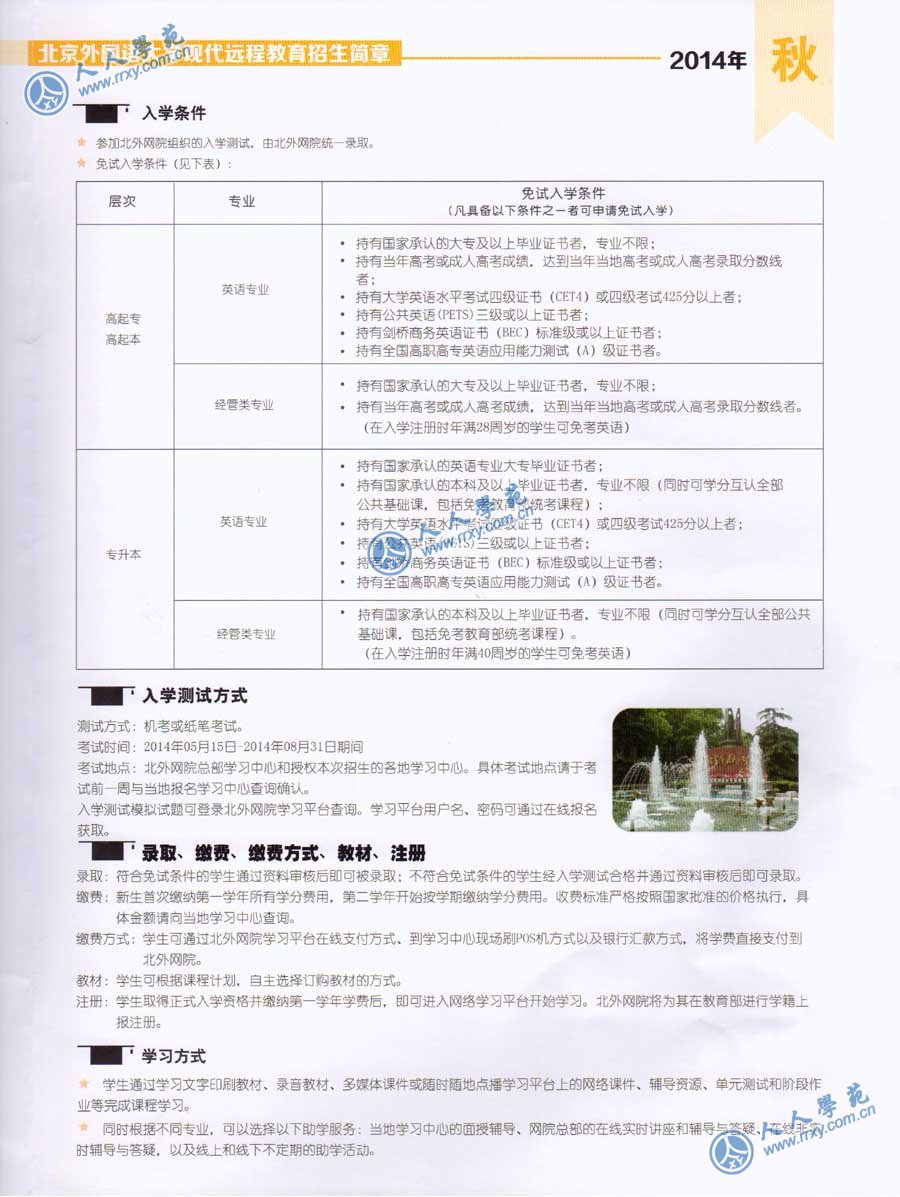 北京外国语大学现代远程教育招生简章
人人學苑
www.rrxy.com.cn
2014年
秋
入学条件
★ 参加北外网院组织的入学测试，由北外网院统一录取。
★ 免试入学条件（见下表）：
层次 专业 免试入学条件
（凡具备以下条件之一者可申请免试入学）
高起专
高起本
英语专业
• 持有国家承认的大专及以上毕业证书者，专业不限；
• 持有当年高考或成人高考成绩，达到当年当地高考或成人高考录取分数线
者；
• 持有大学英语水平考试四级证书（CET4）或四级考试425分以上者；
• 持有公共英语(PETS)三级或以上证书者；
• 持有剑桥商务英语证书（BEC）标准级或以上证书者；
• 持有全国高职高专英语应用能力测试（A）级证书者。
经管类专业
• 持有国家承认的大专及以上毕业证书者，专业不限；
• 持有当年高考或成人高考成绩，达到当年当地高考或成人高考录取分数线者。
（在入学注册时年满28周岁的学生可免考英语）
专升本
英语专业
• 持有国家承认的英语专业大专毕业证书者；
• 持有国家承认的本科及以上毕业证书者，专业不限（同时可学分互认全部
公共基础课，包括免考教育部统考课程）；
• 持有大学英语水平考试四级证书（CET4）或四级考试425分以上者；
• 持有公共英语(PETS)三级或以上证书者；
• 持有剑桥商务英语证书（BEC）标准级或以上证书者；
• 持有全国高职高专英语应用能力测试（A）级证书者。
人人學苑
www.rrxy.com.cn
经管类专业
• 持有国家承认的本科及以上毕业证书者，专业不限（同时可学分互认全部公共
基础课，包括免考教育部统考课程）。
（在入学注册时年满40周岁的学生可免考英语）
入学测试方式
测试方式：机考或纸笔考试。
考试时间：2014年05月15日-2014年08月31日期间
考试地点：北外网院总部学习中心和授权本次招生的各地学习中心。具体考试地点请于考
试前一周与当地报名学习中心查询确认。
入学测试模拟试题可登录北外网院学习平台查询。学习平台用户名、密码可通过在线报名
获取。
录取、缴费、缴费方式、教材、注册
录取：符合免试条件的学生通过资料审核后即可被录取；不符合免试条件的学生经入学测试合格并通过资料审核后即可录取。
缴费：新生首次缴纳第一学年所有学分费用，第二学年开始按学期缴纳学分费用。收费标准严格按照国家批准的价格执行，具
体金额请向当地学习中心查询。
缴费方式：学生可通过北外网院学习平台在线支付方式、到学习中心现场刷POS机方式以及银行汇款方式，将学费直接支付到
北外网院。
教材：学生可根据课程计划，自主选择订购教材的方式。
注册：学生取得正式入学资格并缴纳第一学年学费后，即可进入网络学习平台开始学习。北外网院将为其在教育部进行学籍上
报注册。
学习方式
★ 学生通过学习文字印刷教材、录音教材、多媒体课件或随时随地点播学习平台上的网络课件、辅导资源、单元测试和阶段作
业等完成课程学习。
★ 同时根据不同专业，可以选择以下助学服务：当地学习中心的面授辅导、网院总部的在线实时讲座和辅导与答疑、在线非实
时辅导与答疑，以及线上和线下不定期的助学活动。
人人學苑
www.rrxy.com.cn